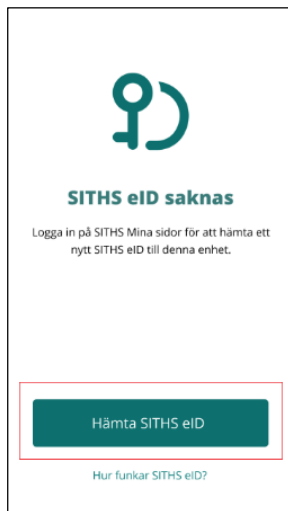 SITHS eID saknas
Logga in på SITHS Mina sidor för att hämta ett
nytt SITHS eID till denna enhet.
Hämta SITHS eID
Hur funkar SITHS eID?